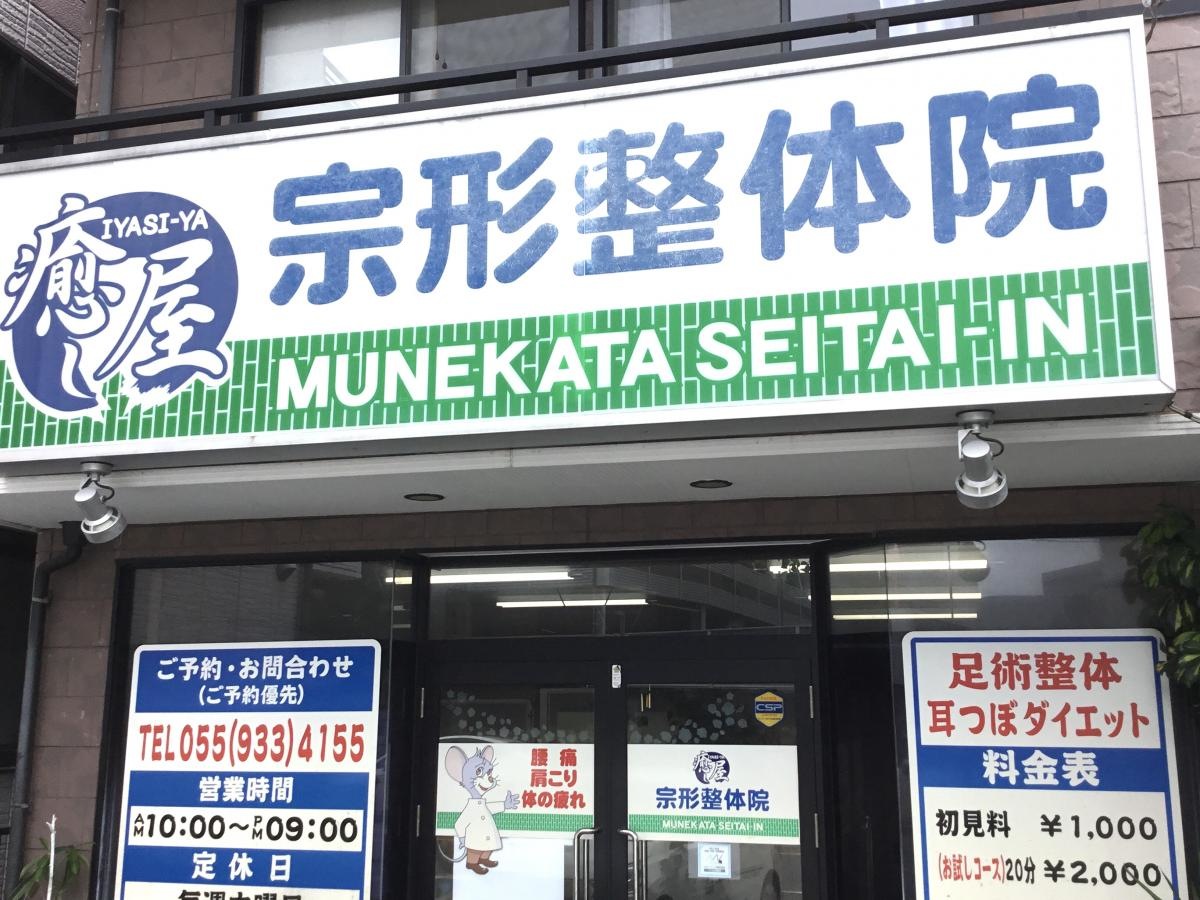 IYASI-YA
癒屋
宗形整体院
MUNEKATA SEITAI-IN
ご予約・お問合わせ
(ご予約優先)
TEL055(933)4155
営業時間
AM10:00～PM09:00
定休日
腰痛
肩こり
体の疲れ
CSP
癒屋
宗形整体院
MUNEKATA SEITAI-IN
足術整体
耳つぼダイエット
料金表
初見料 ¥1,000
(お試しコース)20分 ¥2,000